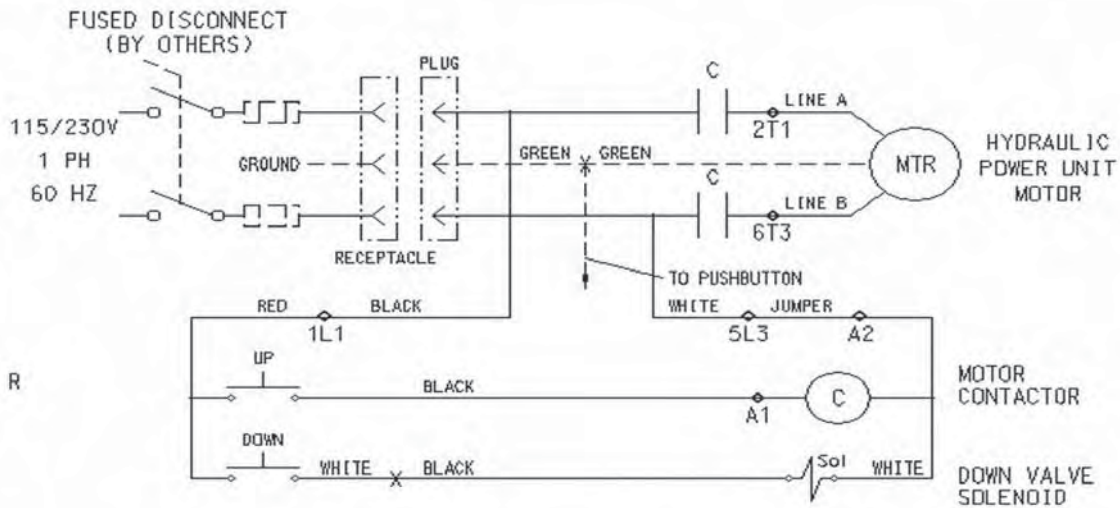 FUSED DISCONNECT
(BY OTHERS)
PLUG
C
LINE A
115/230V
2T1
1 PH
GROUND
GREEN
GREEN
MTR
HYDRAULIC
POWER UNIT
MOTOR
60 HZ
C
LINE B
6T3
RECEPTACLE
TO PUSHBUTTON
RED
BLACK
WHITE
JUMPER
1L1
5L3
A2
R
UP
BLACK
A1
C
MOTOR
CONTACTOR
DOWN
WHITE
BLACK
Sol
WHITE
DOWN VALVE
SOLENOID